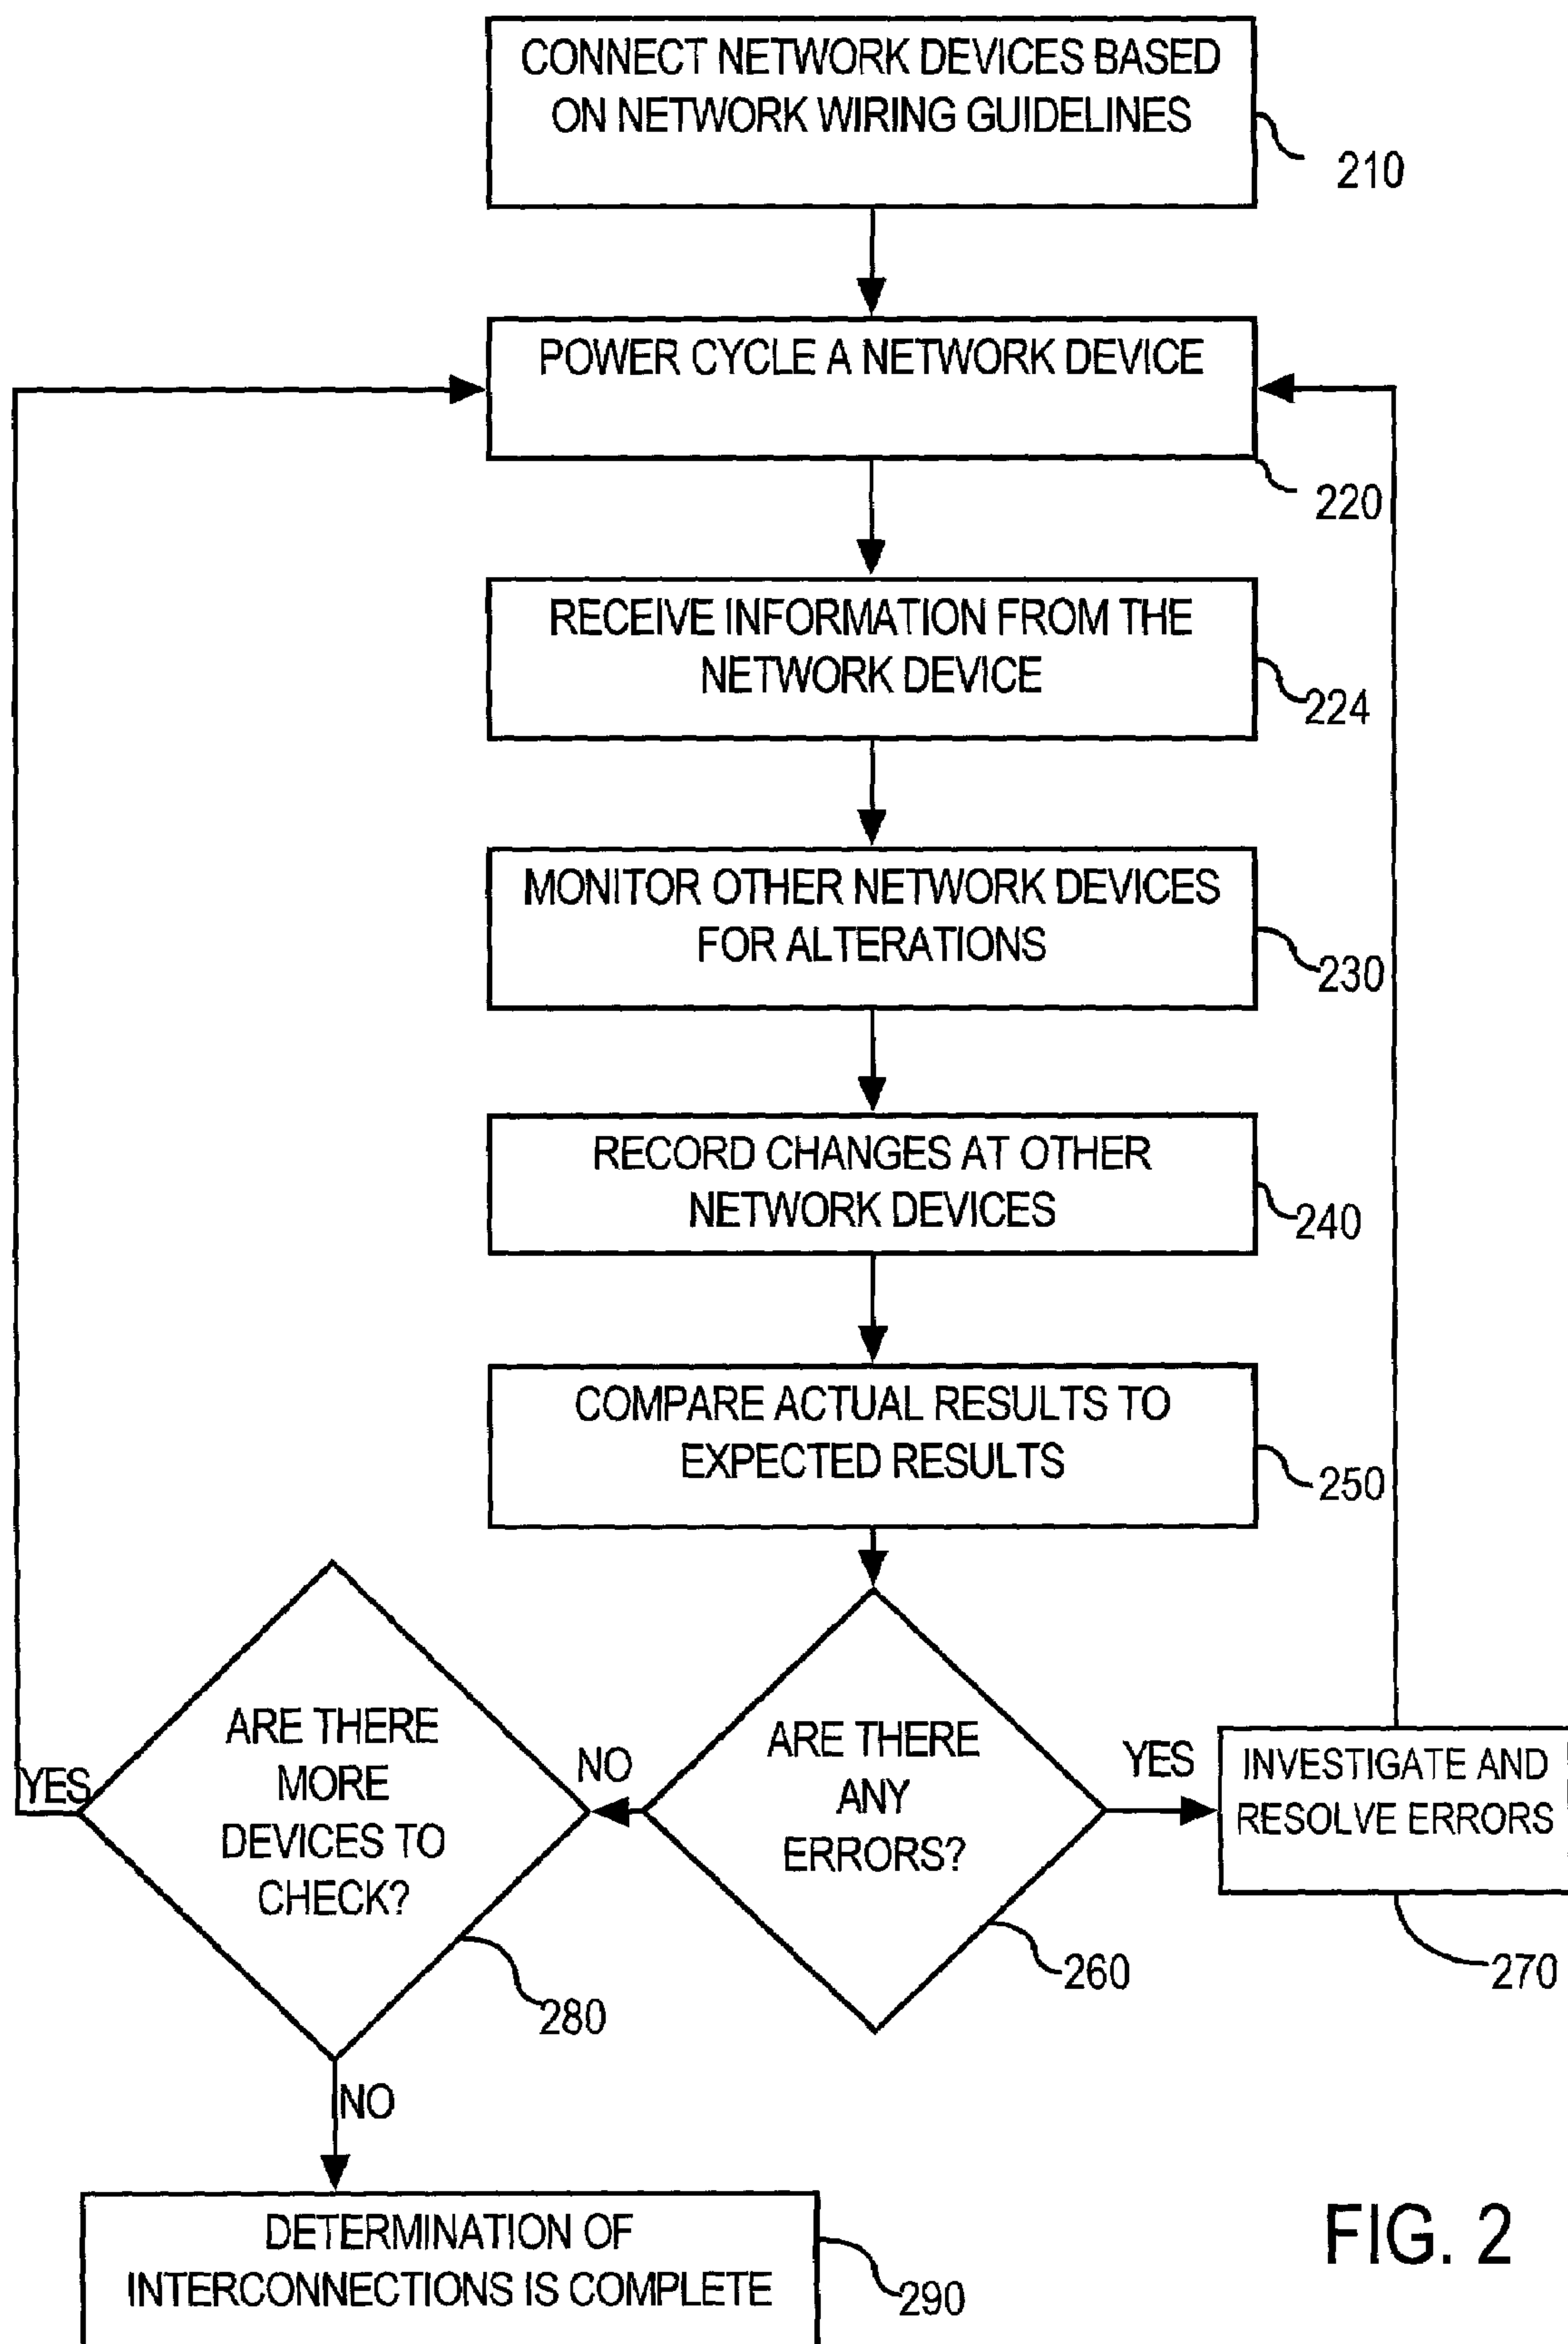 CONNECT NETWORK DEVICES BASED
ON NETWORK WIRING GUIDELINES
210
POWER CYCLE A NETWORK DEVICE
220
RECEIVE INFORMATION FROM THE
NETWORK DEVICE
224
MONITOR OTHER NETWORK DEVICES
FOR ALTERATIONS
230
RECORD CHANGES AT OTHER
NETWORK DEVICES
240
COMPARE ACTUAL RESULTS TO
EXPECTED RESULTS
250
ARE THERE
ANY
ERRORS?
260
YES
INVESTIGATE AND
RESOLVE ERRORS
270
NO
ARE THERE
MORE
DEVICES TO
CHECK?
280
YES
NO
DETERMINATION OF
INTERCONNECTIONS IS COMPLETE
290
FIG. 2